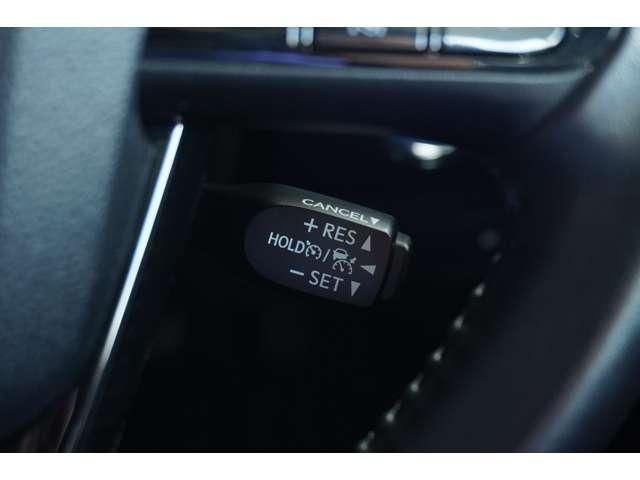 CANCEL▼
+ RES ▲
HOLD / ◀
− SET ▼